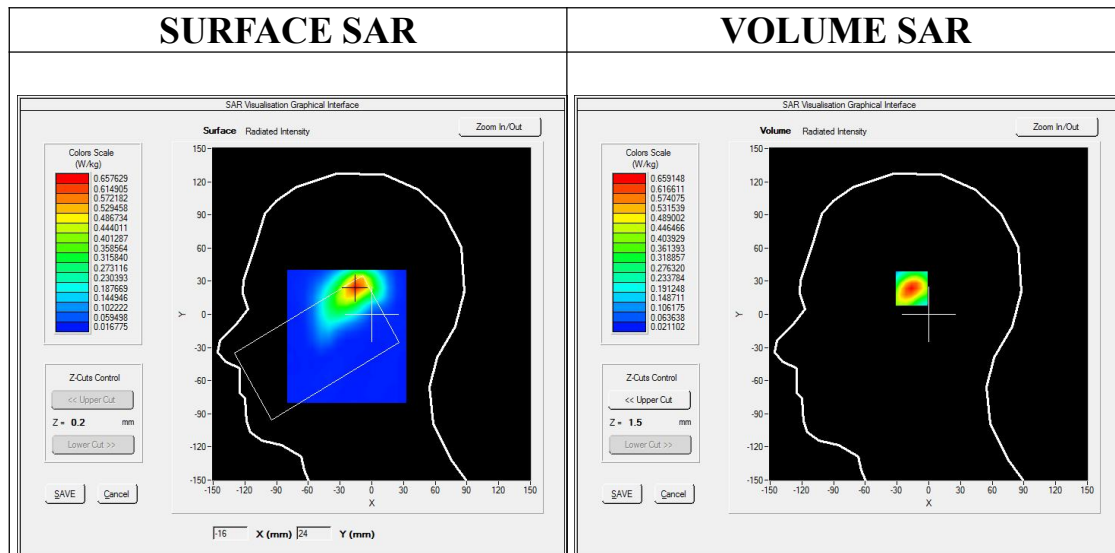 SURFACE SAR
VOLUME SAR
SAR Visualisation Graphical Interface
Surface Radiated Intensity
Zoom In/Out
Colors Scale
(W/kg)
0.657629
0.614905
0.572182
0.529458
0.486734
0.444011
0.401287
0.358564
0.315840
0.273116
0.230393
0.187669
0.144946
0.102222
0.059498
0.016775
Z-Cuts Control
<< Upper Cut
Z = 0.2 mm
Lower Cut >>
SAVE Cancel
150
120
90
60
30
0
-30
-60
-90
-120
-150
Y
-150 -120 -90 -60 -30 0 30 60 90 120 150
X
-16 X (mm) 24 Y (mm)
SAR Visualisation Graphical Interface
Volume Radiated Intensity
Zoom In/Out
Colors Scale
(W/kg)
0.659148
0.616611
0.574075
0.531539
0.489002
0.446466
0.403929
0.361393
0.318857
0.276320
0.233784
0.191248
0.148711
0.106175
0.063638
0.021102
Z-Cuts Control
<< Upper Cut
Z = 1.5 mm
Lower Cut >>
SAVE Cancel
150
120
90
60
30
0
-30
-60
-90
-120
-150
Y
-150 -120 -90 -60 -30 0 30 60 90 120 150
X